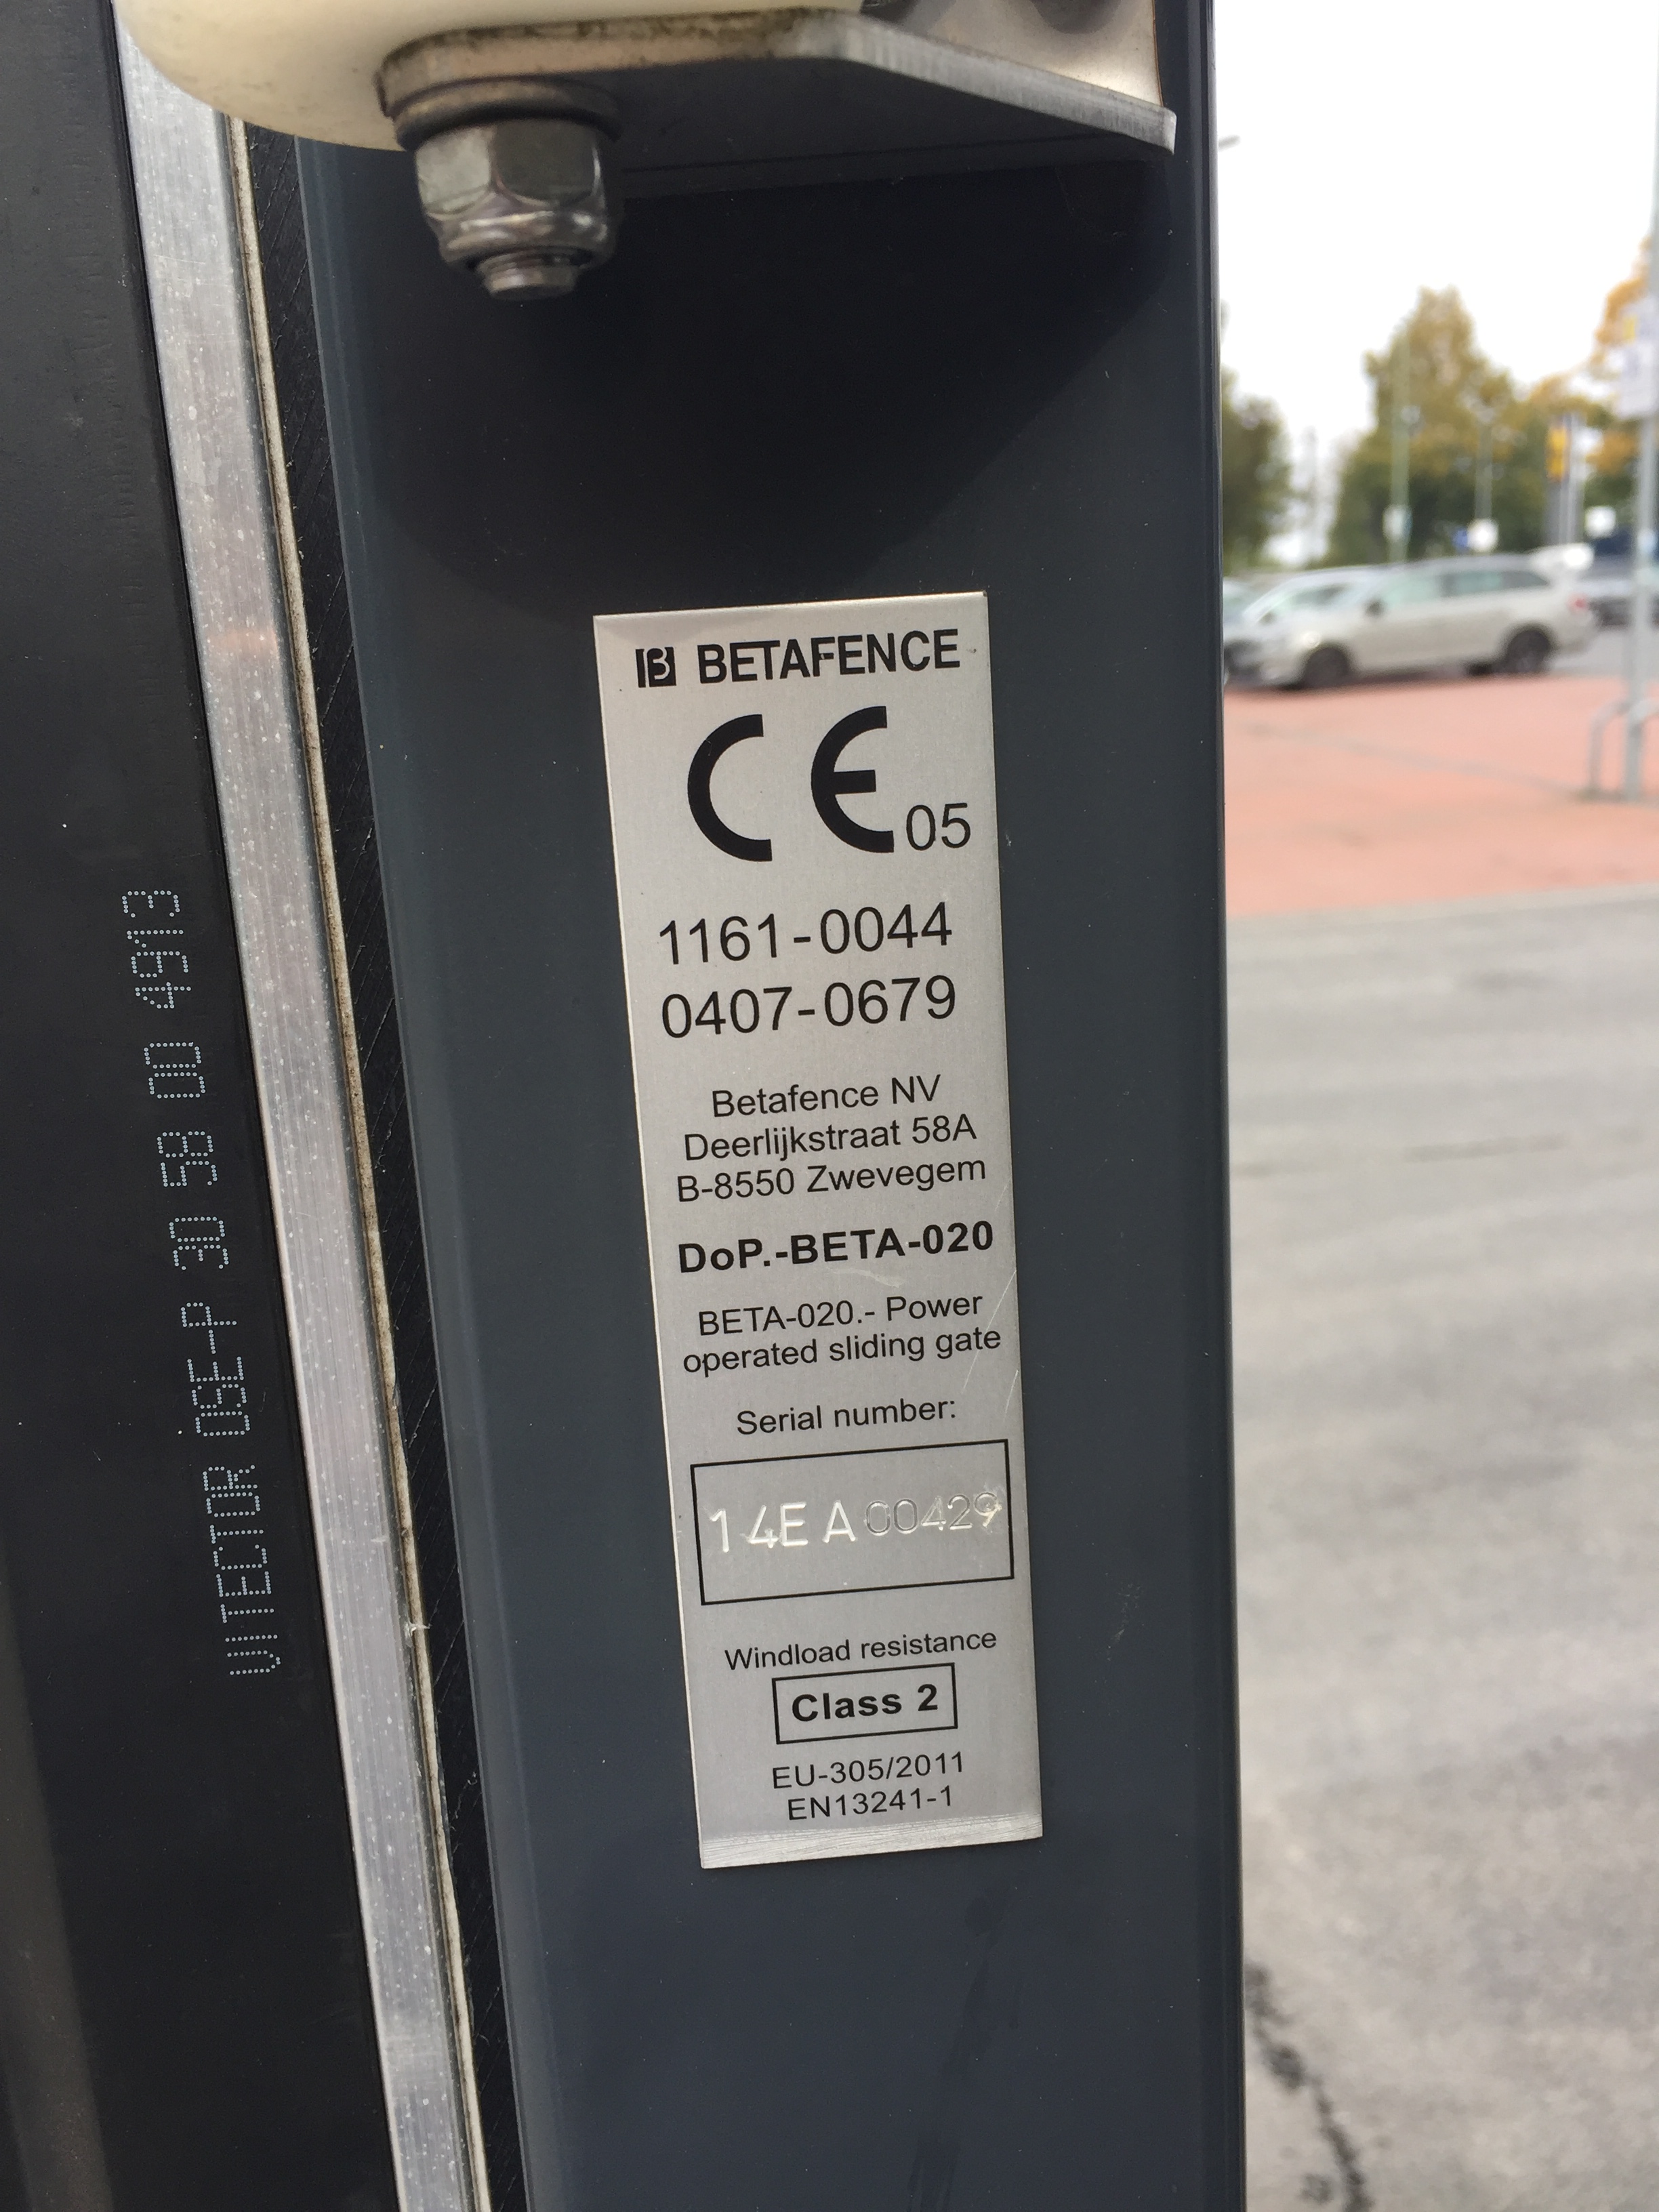 BETAFENCE
CE 05
1161-0044
0407-0679
Betafence NV
Deerlijkstraat 58A
B-8550 Zwevegem
DoP.-BETA-020
BETA-020.- Power
operated sliding gate
Serial number:
14EA00429
Windload resistance
Class 2
EU-305/2011
EN13241-1
VITECTOR OSE-P 30 58 00 4913